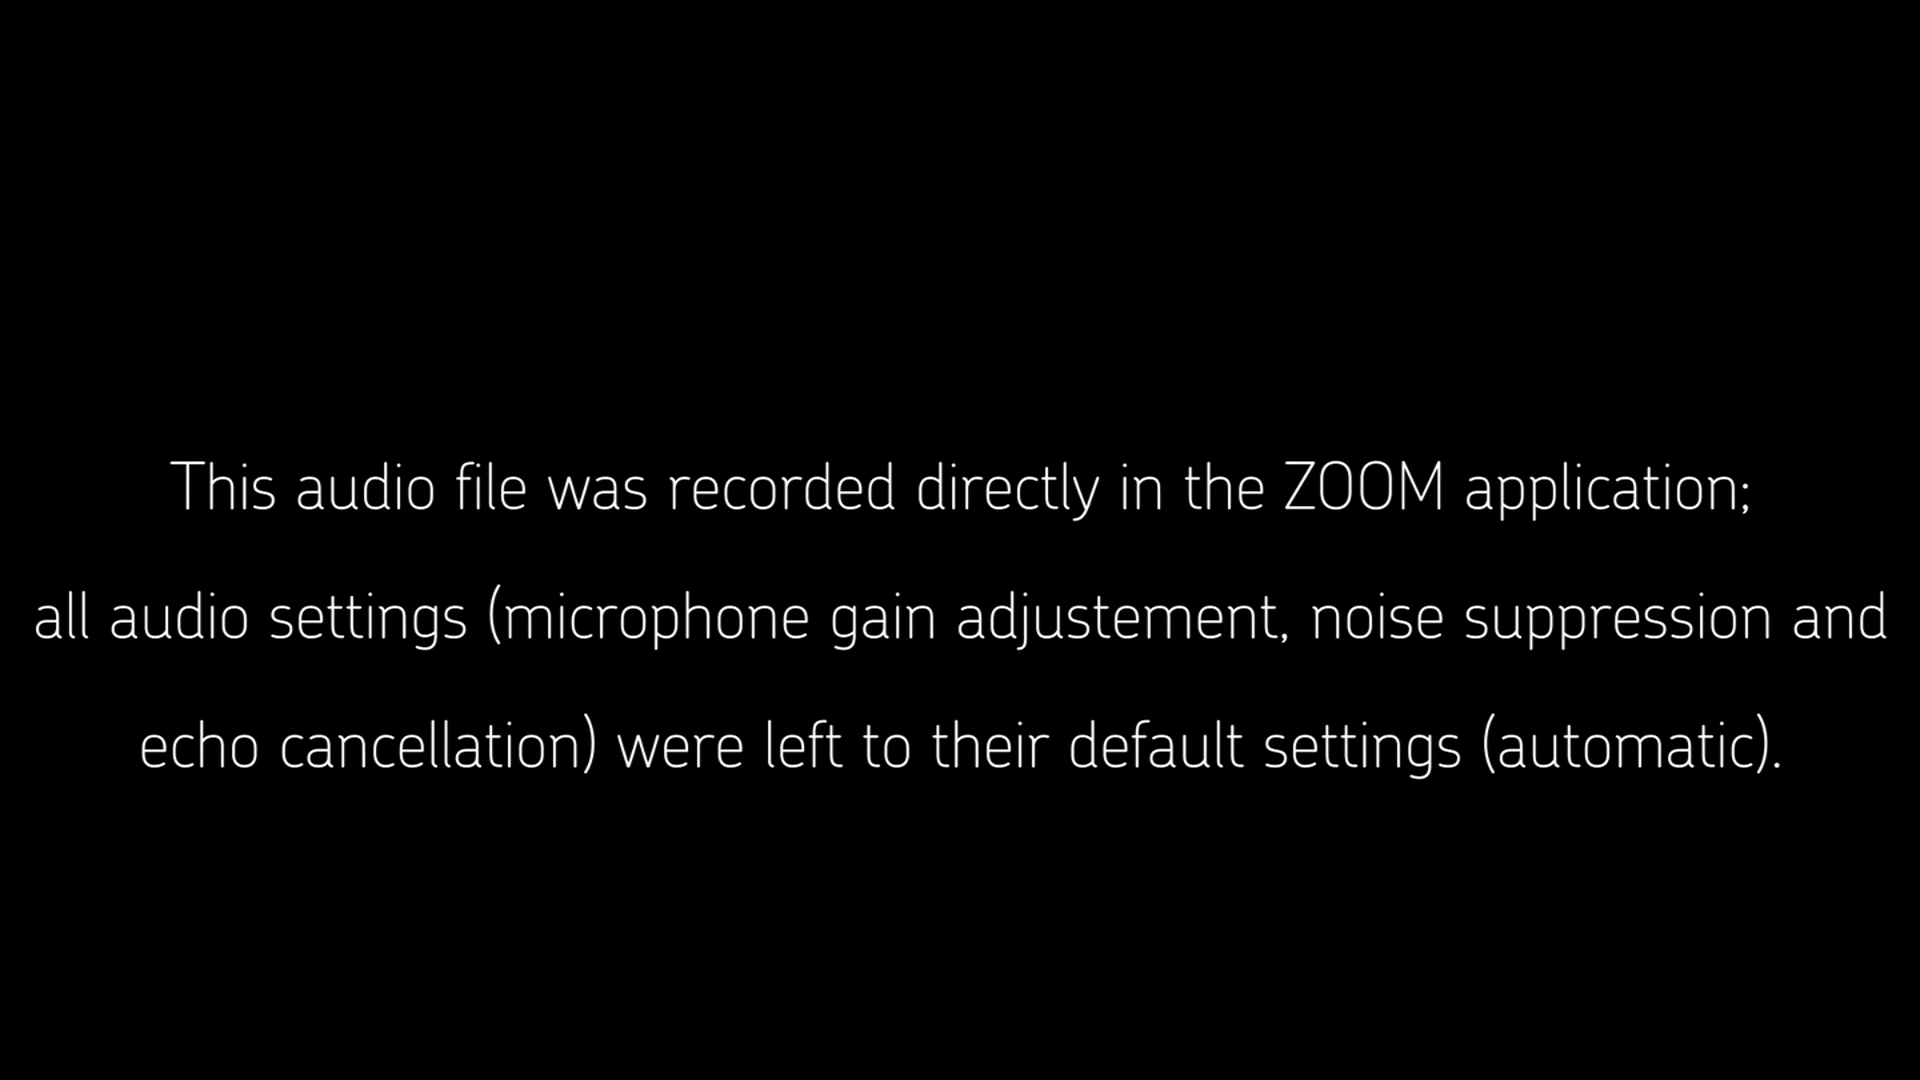 This audio file was recorded directly in the ZOOM application;
all audio settings (microphone gain adjustement, noise suppression and
echo cancellation) were left to their default settings (automatic).